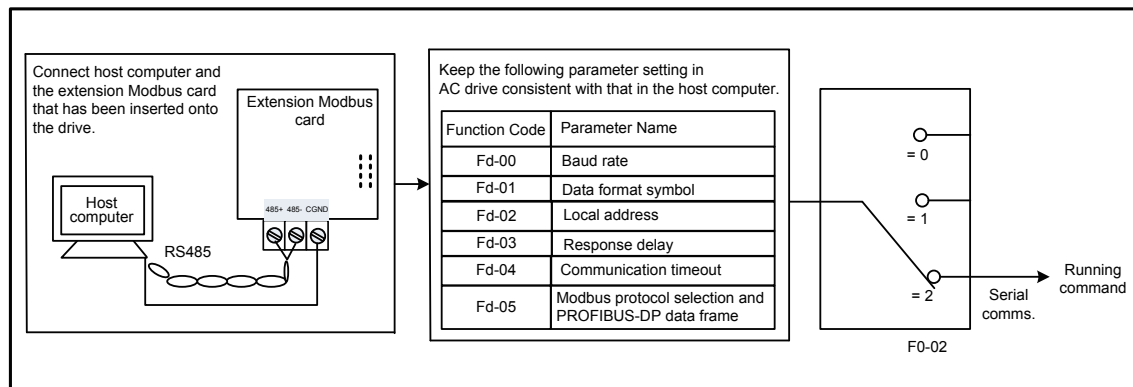 Connect host computer and
the extension Modbus card
that has been inserted onto
the drive.
Extension Modbus
card
485+ 485- CGND
Host
computer
RS485
Keep the following parameter setting in
AC drive consistent with that in the host computer.
Function Code Parameter Name
Fd-00 Baud rate
Fd-01 Data format symbol
Fd-02 Local address
Fd-03 Response delay
Fd-04 Communication timeout
Fd-05 Modbus protocol selection and
PROFIBUS-DP data frame
= 0
= 1
= 2
Serial
comms.
Running
command
F0-02